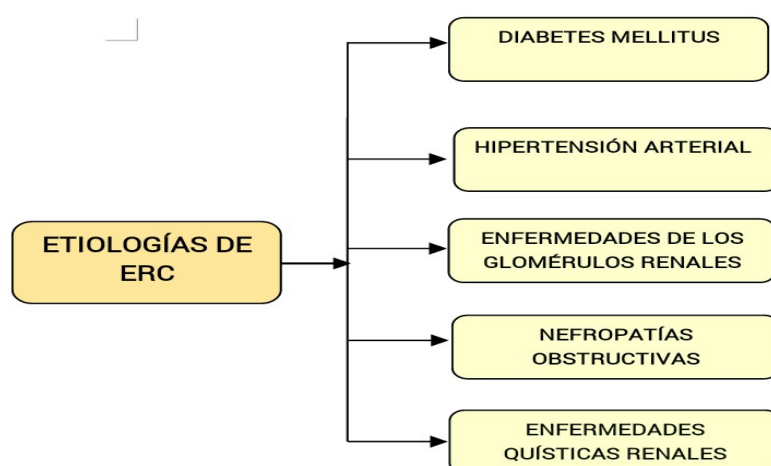 DIABETES MELLITUS
HIPERTENSIÓN ARTERIAL
ETIOLOGÍAS DE
ERC
ENFERMEDADES DE LOS
GLOMÉRULOS RENALES
NEFROPATÍAS
OBSTRUCTIVAS
ENFERMEDADES
QUÍSTICAS RENALES